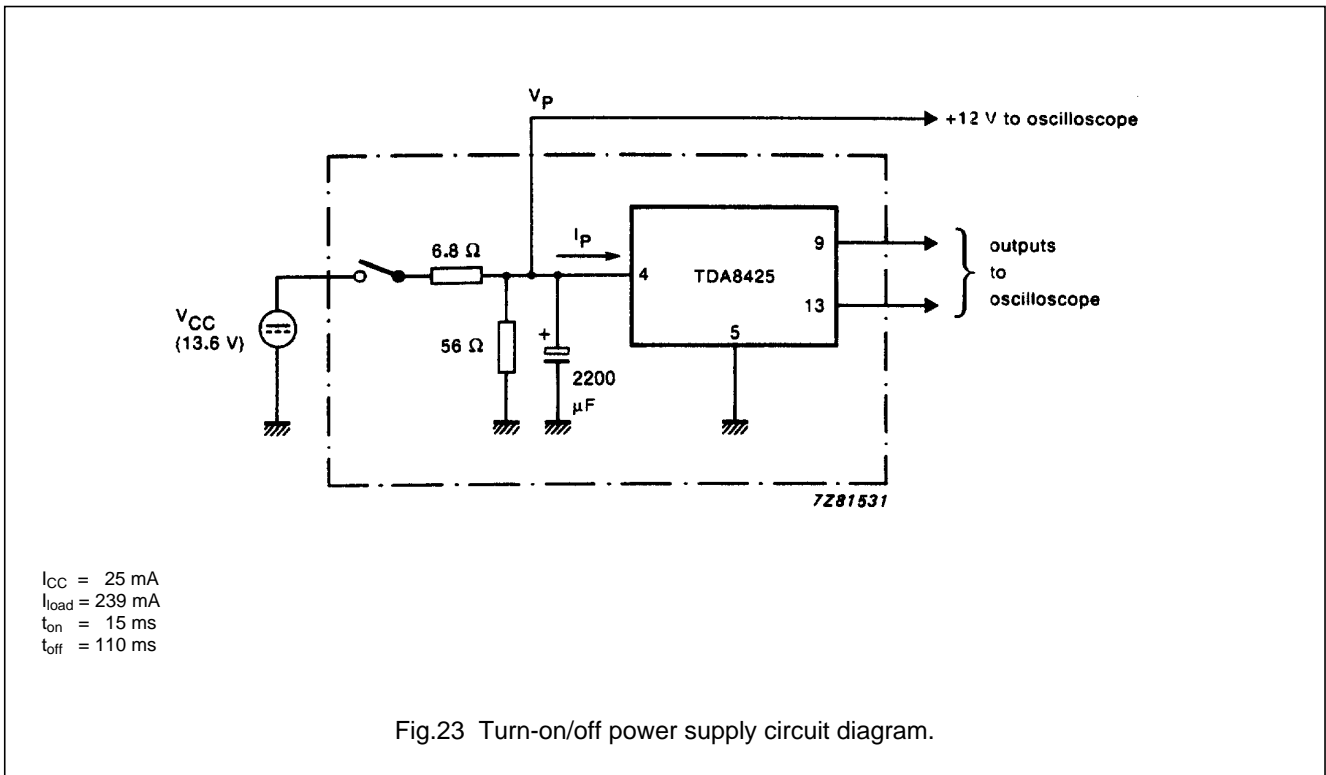 V_P
+12 V to oscilloscope
6.8 Ω
I_P
9
4
TDA8425
outputs
to
oscilloscope
13
V_CC
(13.6 V)
56 Ω
+
5
2200
µF
7Z81531
I_CC = 25 mA
I_load = 239 mA
t_on = 15 ms
t_off = 110 ms
Fig.23 Turn-on/off power supply circuit diagram.